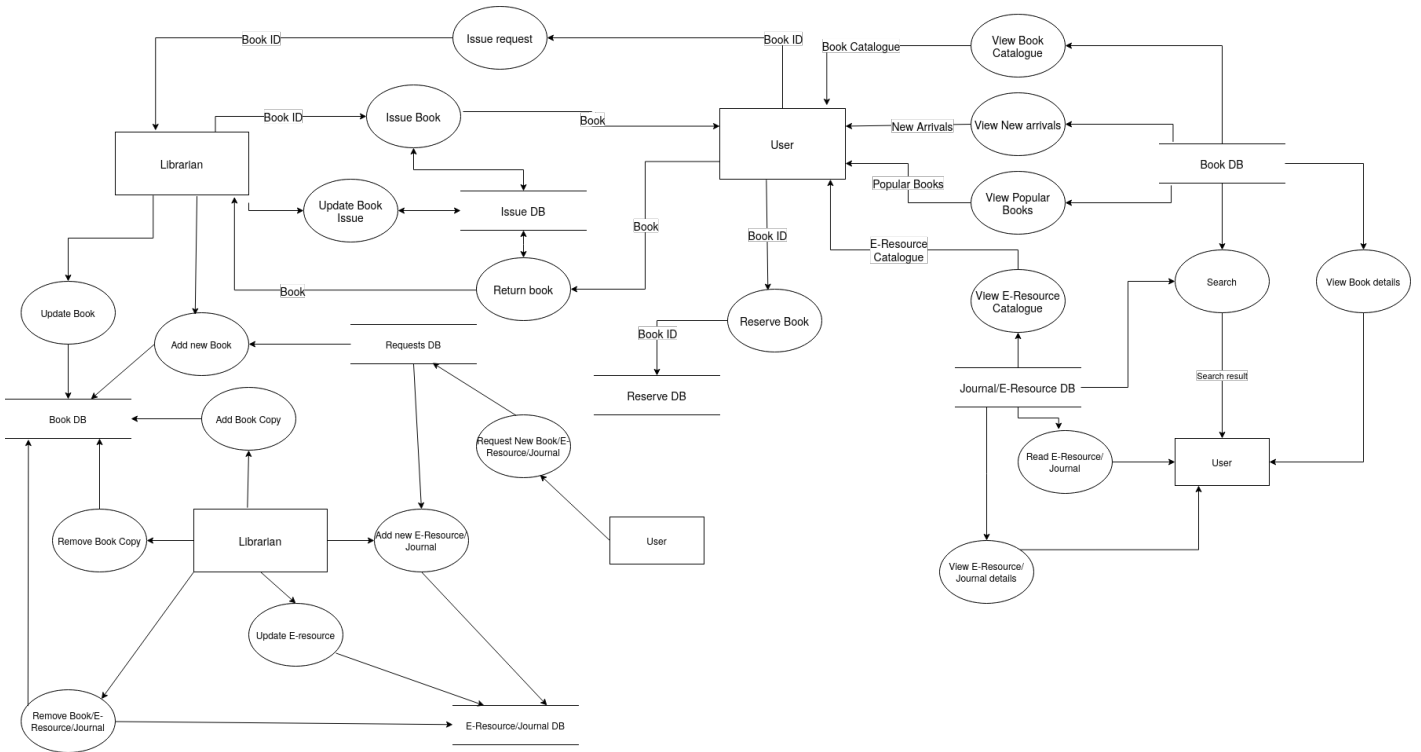 Book ID
Issue request
Book ID
Book Catalogue
View Book
Catalogue
Book ID
Issue Book
Book
User
New Arrivals
View New arrivals
Librarian
Book DB
Popular Books
View Popular
Books
Update Book
Issue
Issue DB
Book
Book ID
E-Resource
Catalogue
Book
Return book
Search
View Book details
View E-Resource
Catalogue
Update Book
Add new Book
Requests DB
Book ID
Reserve Book
Search result
Reserve DB
Journal/E-Resource DB
Book DB
Add Book Copy
Request New Book/E-
Resource/Journal
Read E-Resource/
Journal
User
Remove Book Copy
Librarian
Add new E-Resource/
Journal
User
View E-Resource/
Journal details
Update E-resource
Remove Book/E-
Resource/Journal
E-Resource/Journal DB